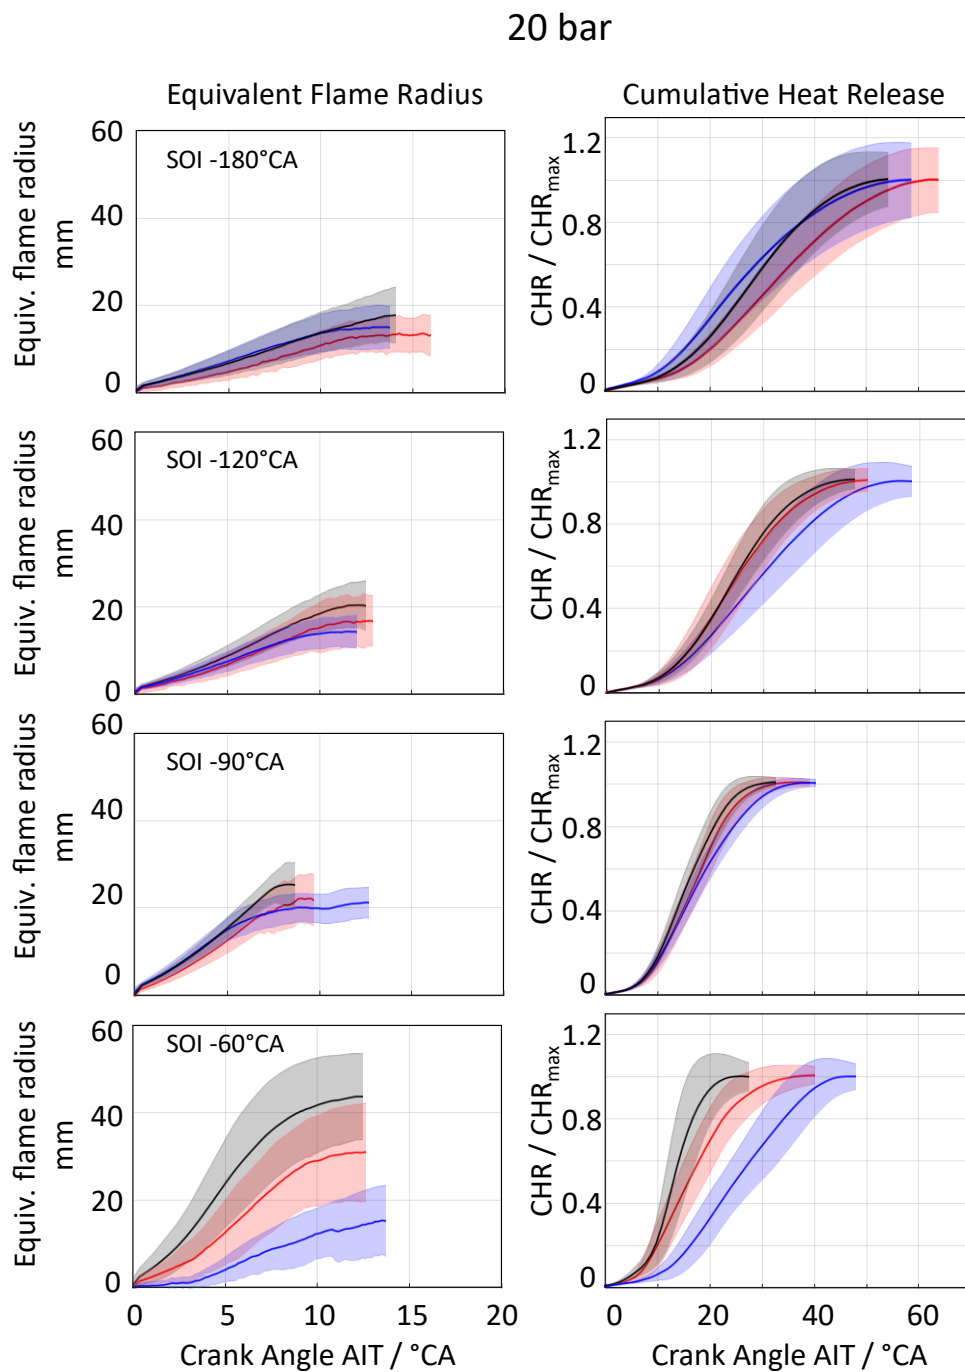 20 bar
Equivalent Flame Radius
Cumulative Heat Release
Equiv. flame radius
mm
60
40
20
0
SOI -180°CA
0
5
10
15
20
CHR / CHRmax
1.2
0.8
0.4
0
Equiv. flame radius
mm
60
40
20
0
SOI -120°CA
CHR / CHRmax
1.2
0.8
0.4
0
Equiv. flame radius
mm
60
40
20
0
SOI -90°CA
CHR / CHRmax
1.2
0.8
0.4
0
Equiv. flame radius
mm
60
40
20
0
SOI -60°CA
0 5 10 15 20
Crank Angle AIT / °CA
CHR / CHRmax
1.2
0.8
0.4
0
0 20 40 60
Crank Angle AIT / °CA